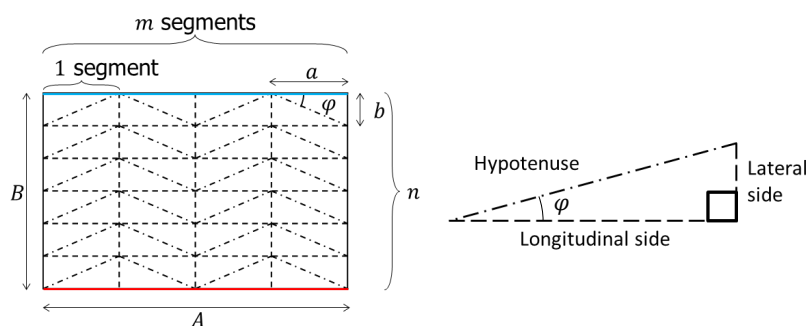 m segments
1 segment
a
φ
b
B
n
A
Hypotenuse
φ
Lateral
side
Longitudinal side